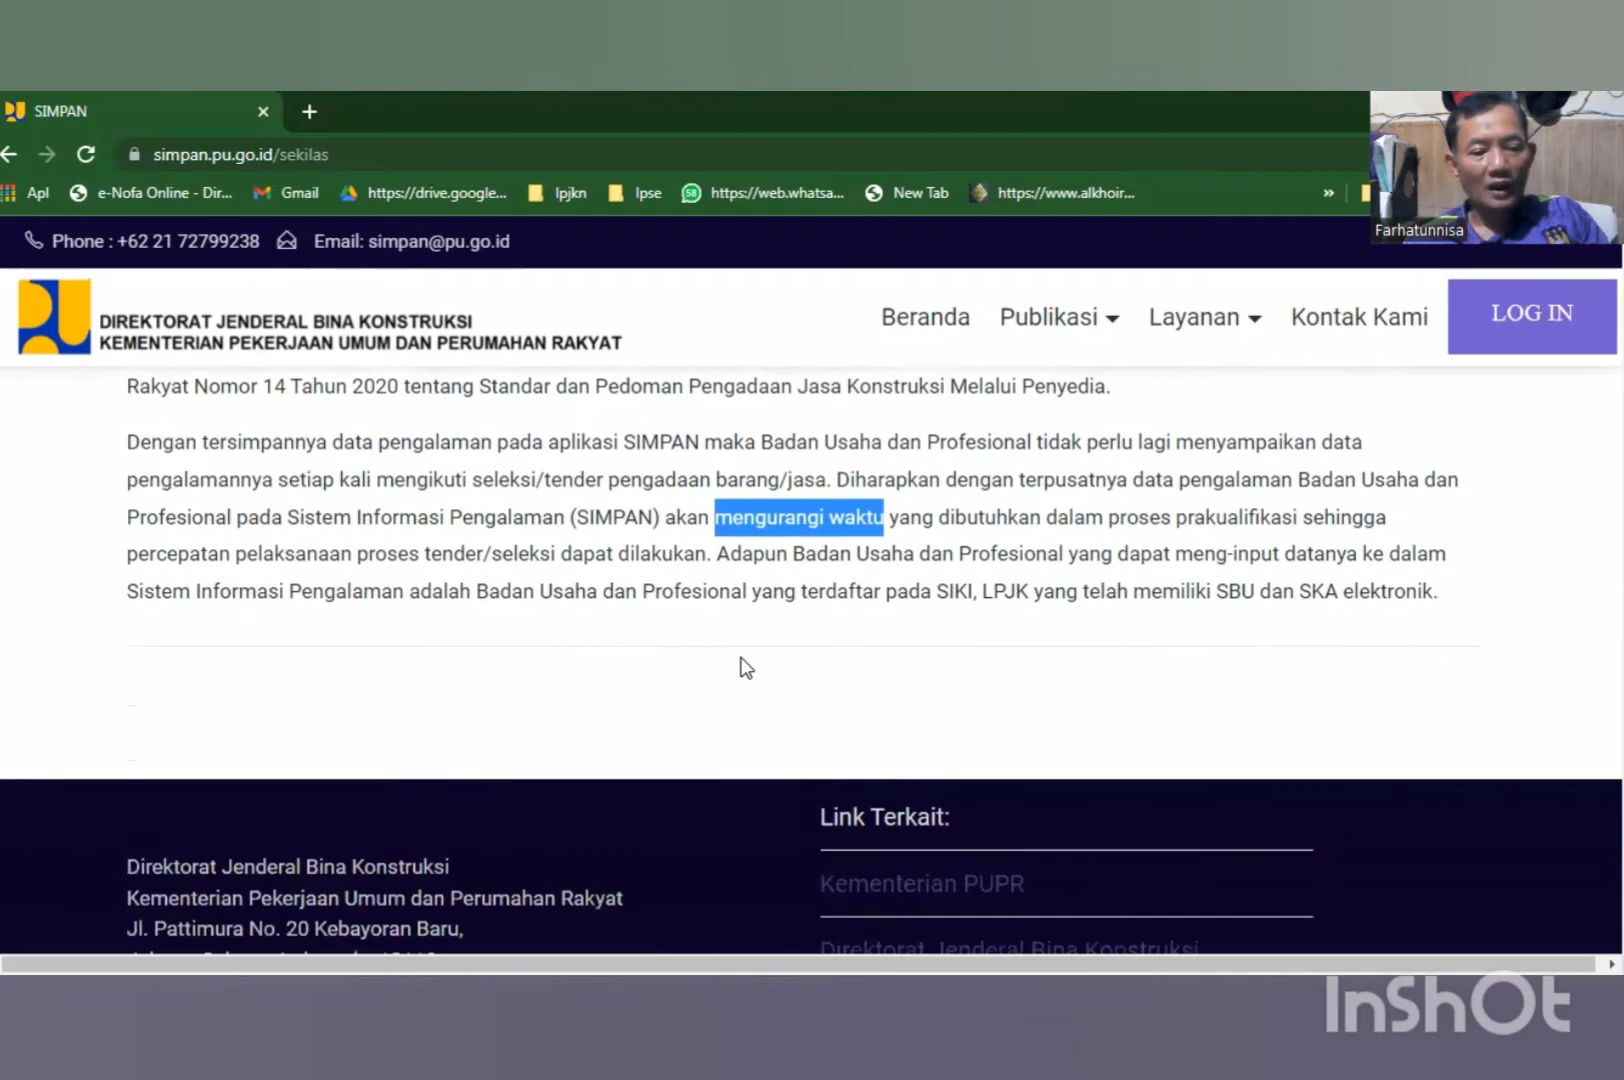 SIMPAN
simpan.pu.go.id/sekilas
Apl e-Nofa Online - Dir... Gmail https://drive.google... lpjkn lpse 58 https://web.whatsa... New Tab https://www.alkhoir... »
Farhatunnisa
Phone : +62 21 72799238 Email: simpan@pu.go.id
DIREKTORAT JENDERAL BINA KONSTRUKSI
KEMENTERIAN PEKERJAAN UMUM DAN PERUMAHAN RAKYAT
Beranda Publikasi Layanan Kontak Kami LOG IN
Rakyat Nomor 14 Tahun 2020 tentang Standar dan Pedoman Pengadaan Jasa Konstruksi Melalui Penyedia.
Dengan tersimpannya data pengalaman pada aplikasi SIMPAN maka Badan Usaha dan Profesional tidak perlu lagi menyampaikan data
pengalamannya setiap kali mengikuti seleksi/tender pengadaan barang/jasa. Diharapkan dengan terpusatnya data pengalaman Badan Usaha dan
Profesional pada Sistem Informasi Pengalaman (SIMPAN) akan mengurangi waktu yang dibutuhkan dalam proses prakualifikasi sehingga
percepatan pelaksanaan proses tender/seleksi dapat dilakukan. Adapun Badan Usaha dan Profesional yang dapat meng-input datanya ke dalam
Sistem Informasi Pengalaman adalah Badan Usaha dan Profesional yang terdaftar pada SIKI, LPJK yang telah memiliki SBU dan SKA elektronik.
Direktorat Jenderal Bina Konstruksi
Kementerian Pekerjaan Umum dan Perumahan Rakyat
Jl. Pattimura No. 20 Kebayoran Baru,
Link Terkait:
Kementerian PUPR
Direktorat Jenderal Bina Konstruksi
InShOt